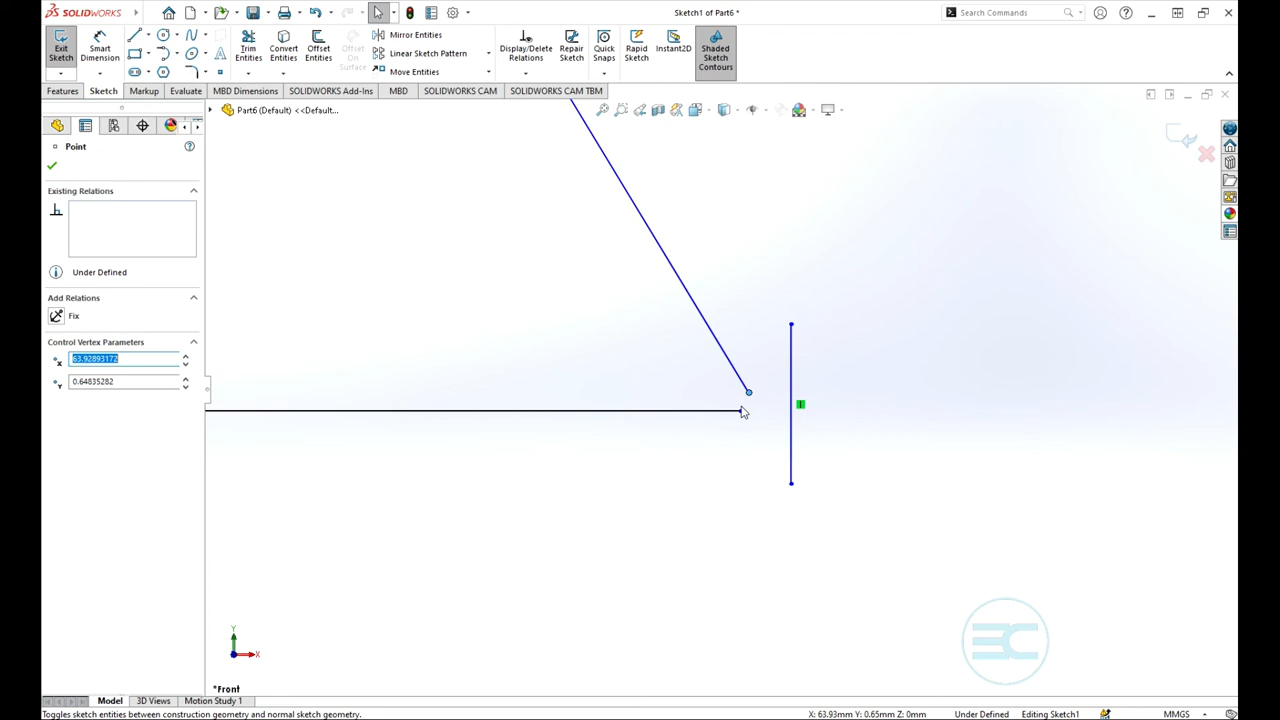 SOLIDWORKS
Sketch1 of Part6 *
Search Commands
Exit Sketch
Smart Dimension
Trim Entities
Convert Entities
Offset Entities
Offset On Surface
Mirror Entities
Linear Sketch Pattern
Move Entities
Display/Delete Relations
Repair Sketch
Quick Snaps
Rapid Sketch
Instant2D
Shaded Sketch Contours
Features Sketch Markup Evaluate MBD Dimensions SOLIDWORKS Add-Ins MBD SOLIDWORKS CAM SOLIDWORKS CAM TBM
Part6 (Default) <<Default...
Point
Existing Relations
Under Defined
Add Relations
Fix
Control Vertex Parameters
63.92893172
0.64835282
Y
X
*Front
Model 3D Views Motion Study 1
Toggles sketch entities between construction geometry and normal sketch geometry. X: 63.93mm Y: 0.65mm Z: 0mm Under Defined Editing Sketch1 MMGS